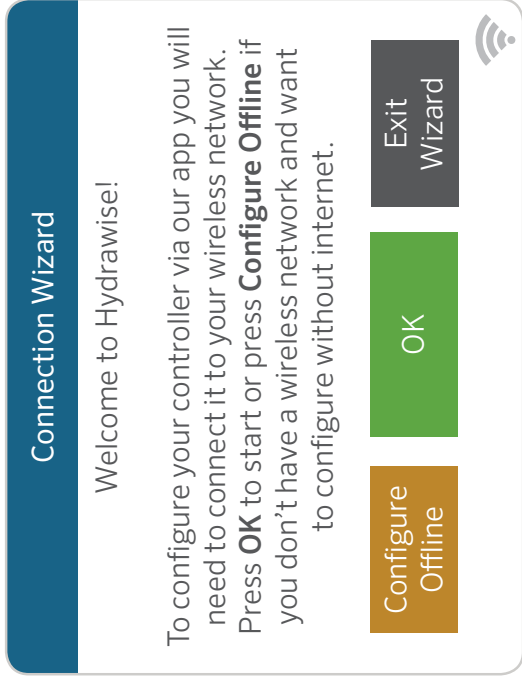 Connection Wizard
Welcome to Hydrawise!
To configure your controller via our app you will
need to connect it to your wireless network.
Press OK to start or press Configure Offline if
you don't have a wireless network and want
to configure without internet.
Configure
Offline
OK
Exit
Wizard